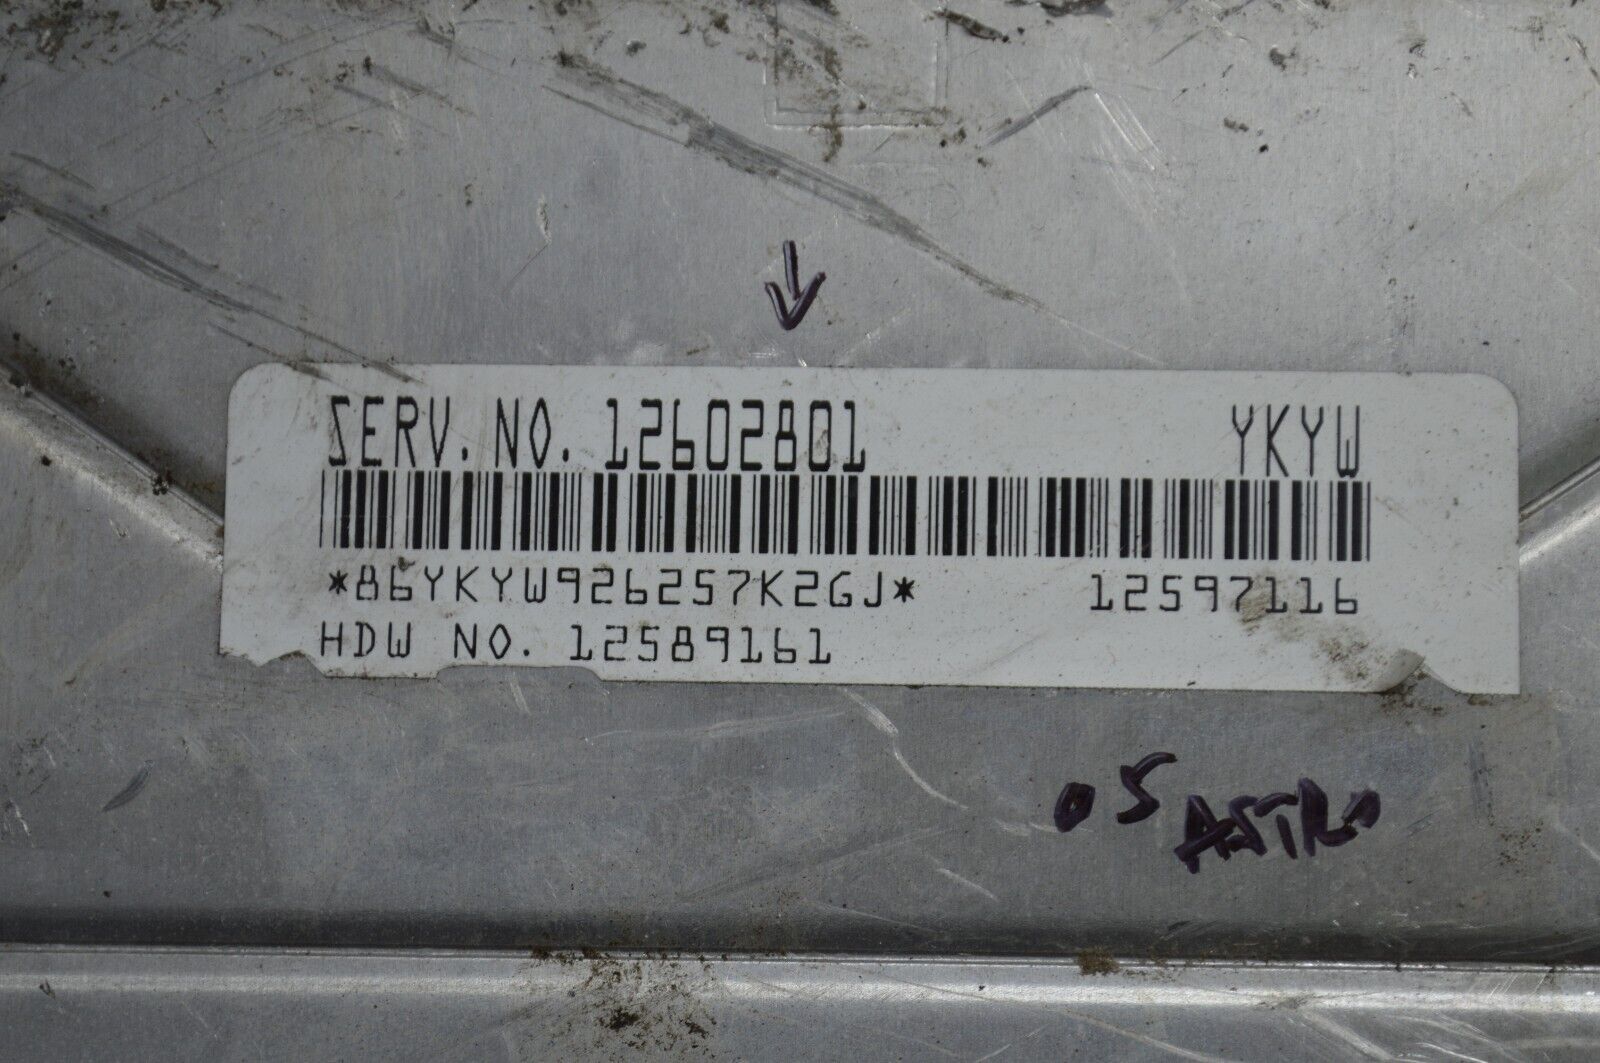 SERV. NO. 12602801 YKYW
*86YKYW926257K2GJ* 12597116
HDW NO. 12589161
05 ASTRO